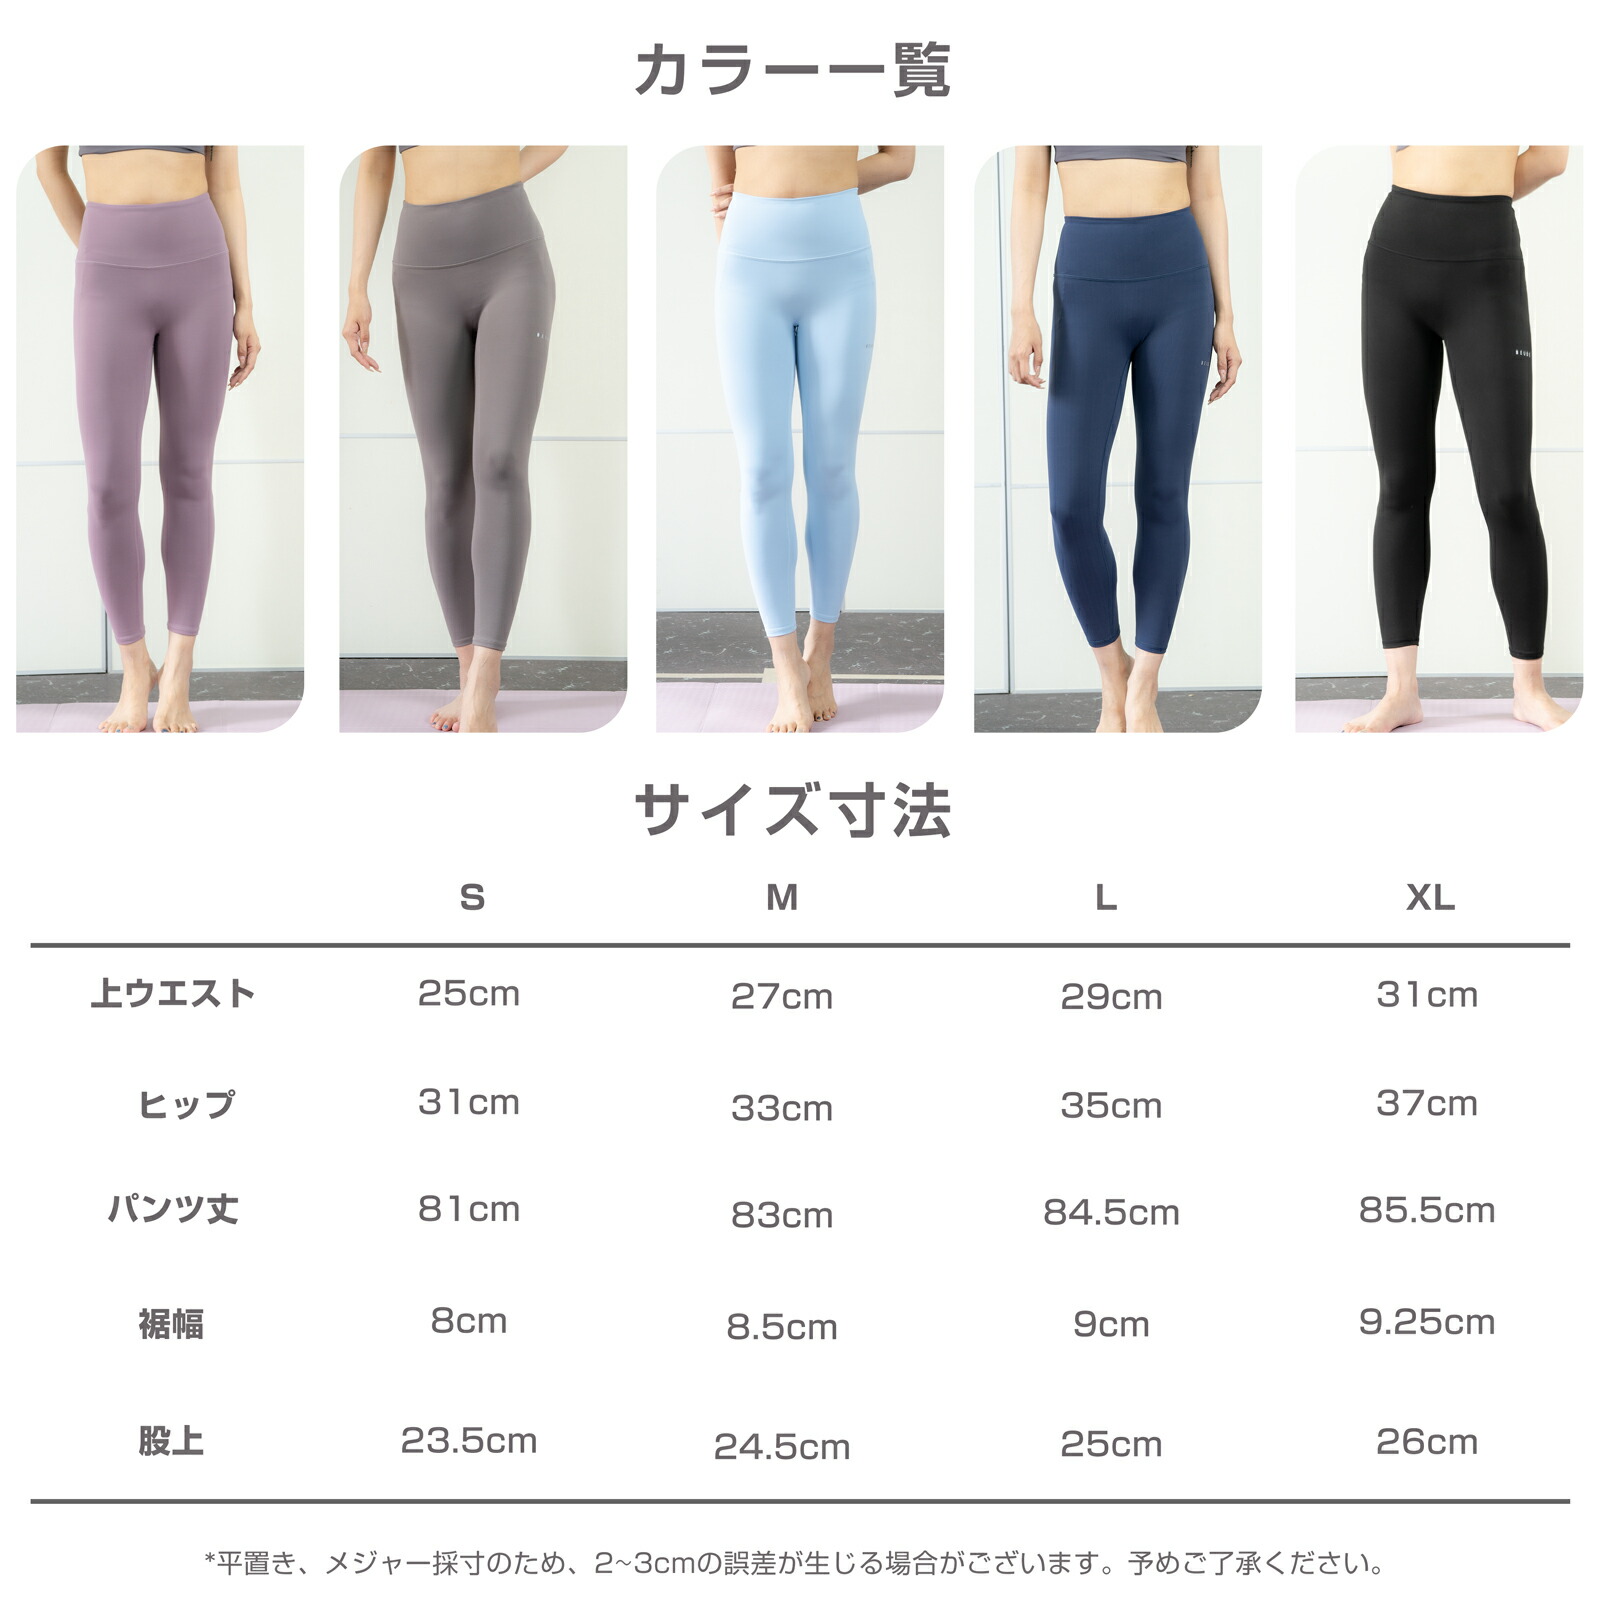 カラー一覧
サイズ寸法
S M L XL
上ウエスト 25cm 27cm 29cm 31cm
ヒップ 31cm 33cm 35cm 37cm
パンツ丈 81cm 83cm 84.5cm 85.5cm
裾幅 8cm 8.5cm 9cm 9.25cm
股上 23.5cm 24.5cm 25cm 26cm
*平置き、メジャー採寸のため、2~3cmの誤差が生じる場合がございます。予めご了承ください。